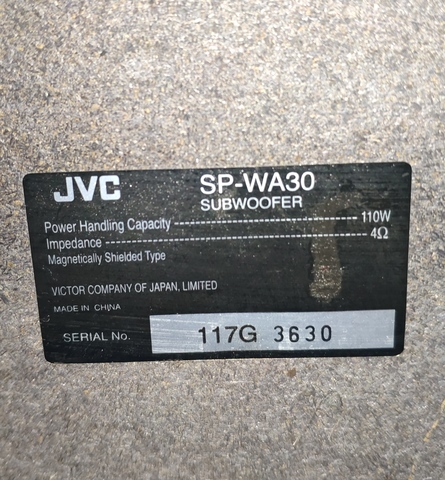 JVC SP-WA30
SUBWOOFER
Power Handling Capacity ---------------------------- 110W
Impedance ---------------------------------------- 4Ω
Magnetically Shielded Type
VICTOR COMPANY OF JAPAN, LIMITED
MADE IN CHINA
SERIAL No. 117G 3630